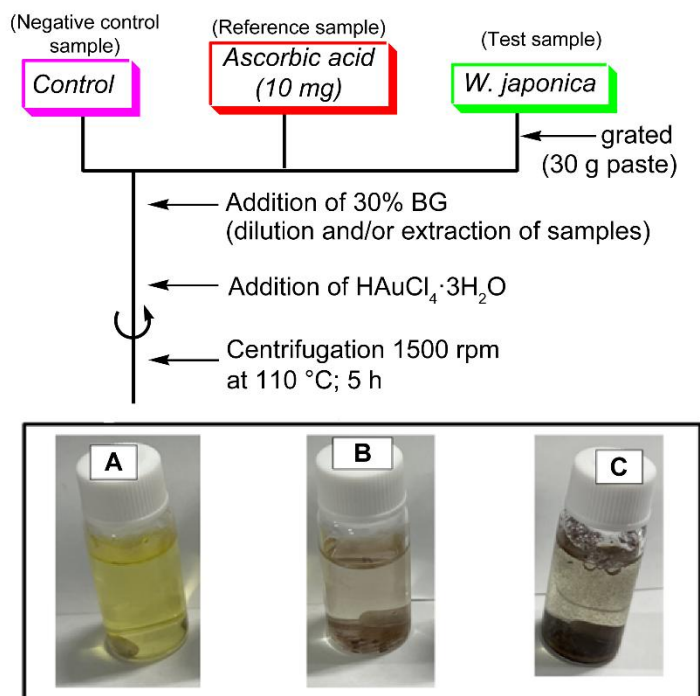 (Negative control
sample)
Control
(Reference sample)
Ascorbic acid
(10 mg)
(Test sample)
W. japonica
grated
(30 g paste)
Addition of 30% BG
(dilution and/or extraction of samples)
Addition of HAuCl₄·3H₂O
Centrifugation 1500 rpm
at 110 °C; 5 h
A
B
C